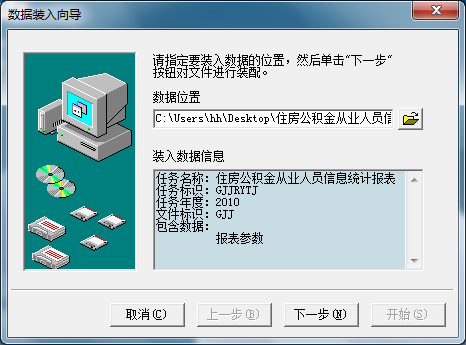 数据装入向导
请指定要装入数据的位置，然后单击“下一步”
按钮对文件进行装配。
数据位置
C:\Users\hh\Desktop\住房公积金从业人员信
装入数据信息
任务名称：住房公积金从业人员信息统计报表
任务标识：GJJRYTJ
任务年度：2010
文件标识：GJJ
包含数据：
报表参数
取消(C)
上一步(B)
下一步(N)
开始(S)